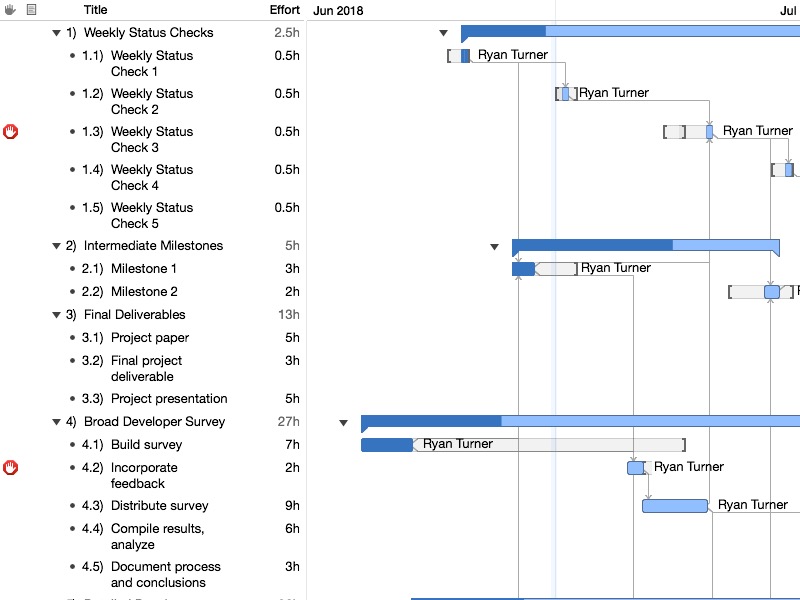 Title Effort Jun 2018 Jul
1) Weekly Status Checks 2.5h
1.1) Weekly Status 0.5h Ryan Turner
Check 1
1.2) Weekly Status 0.5h Ryan Turner
Check 2
1.3) Weekly Status 0.5h Ryan Turner
Check 3
1.4) Weekly Status 0.5h
Check 4
1.5) Weekly Status 0.5h
Check 5
2) Intermediate Milestones 5h
2.1) Milestone 1 3h Ryan Turner
2.2) Milestone 2 2h
3) Final Deliverables 13h
3.1) Project paper 5h
3.2) Final project 3h
deliverable
3.3) Project presentation 5h
4) Broad Developer Survey 27h
4.1) Build survey 7h Ryan Turner
4.2) Incorporate 2h Ryan Turner
feedback
4.3) Distribute survey 9h Ryan Turner
4.4) Compile results, 6h
analyze
4.5) Document process 3h
and conclusions